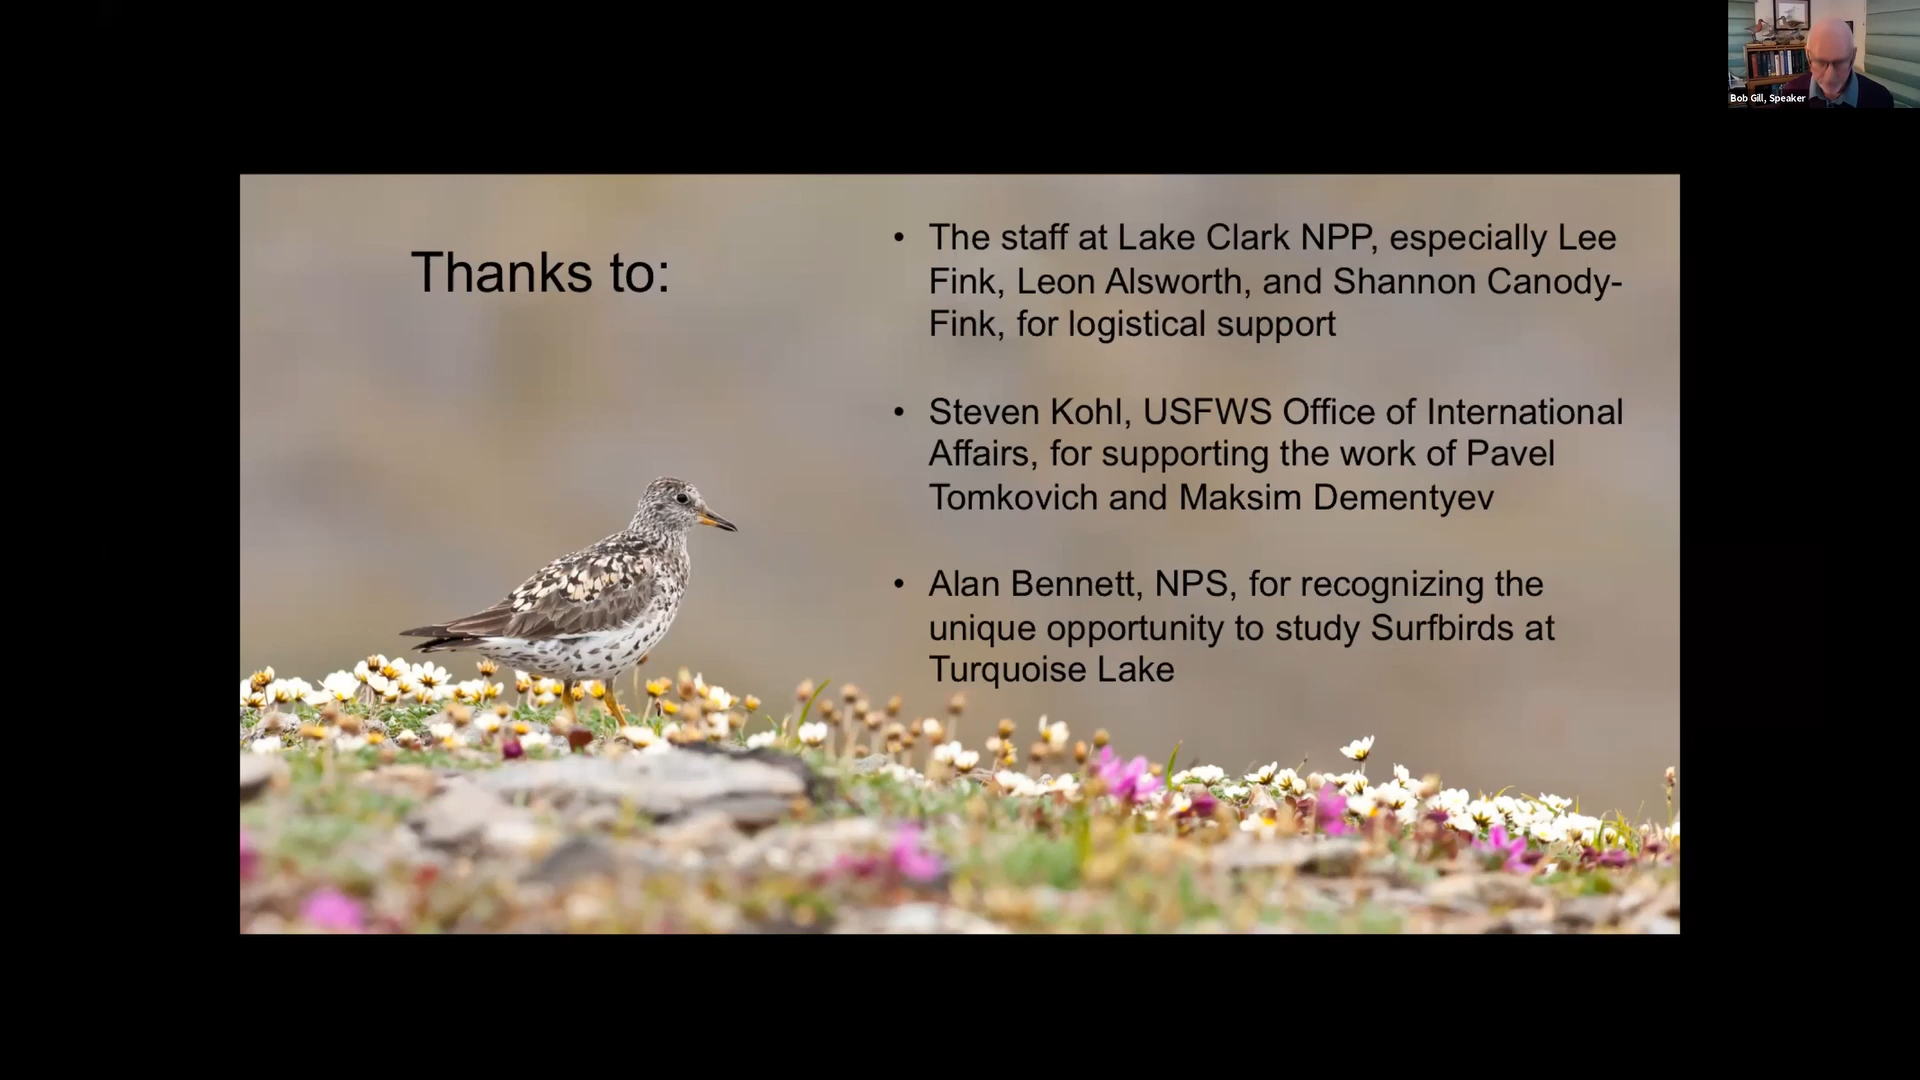 Bob Gill, Speaker
Thanks to:
• The staff at Lake Clark NPP, especially Lee
Fink, Leon Alsworth, and Shannon Canody-
Fink, for logistical support
• Steven Kohl, USFWS Office of International
Affairs, for supporting the work of Pavel
Tomkovich and Maksim Dementyev
• Alan Bennett, NPS, for recognizing the
unique opportunity to study Surfbirds at
Turquoise Lake